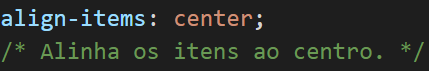 align-items: center;
/* Alinha os itens ao centro. */